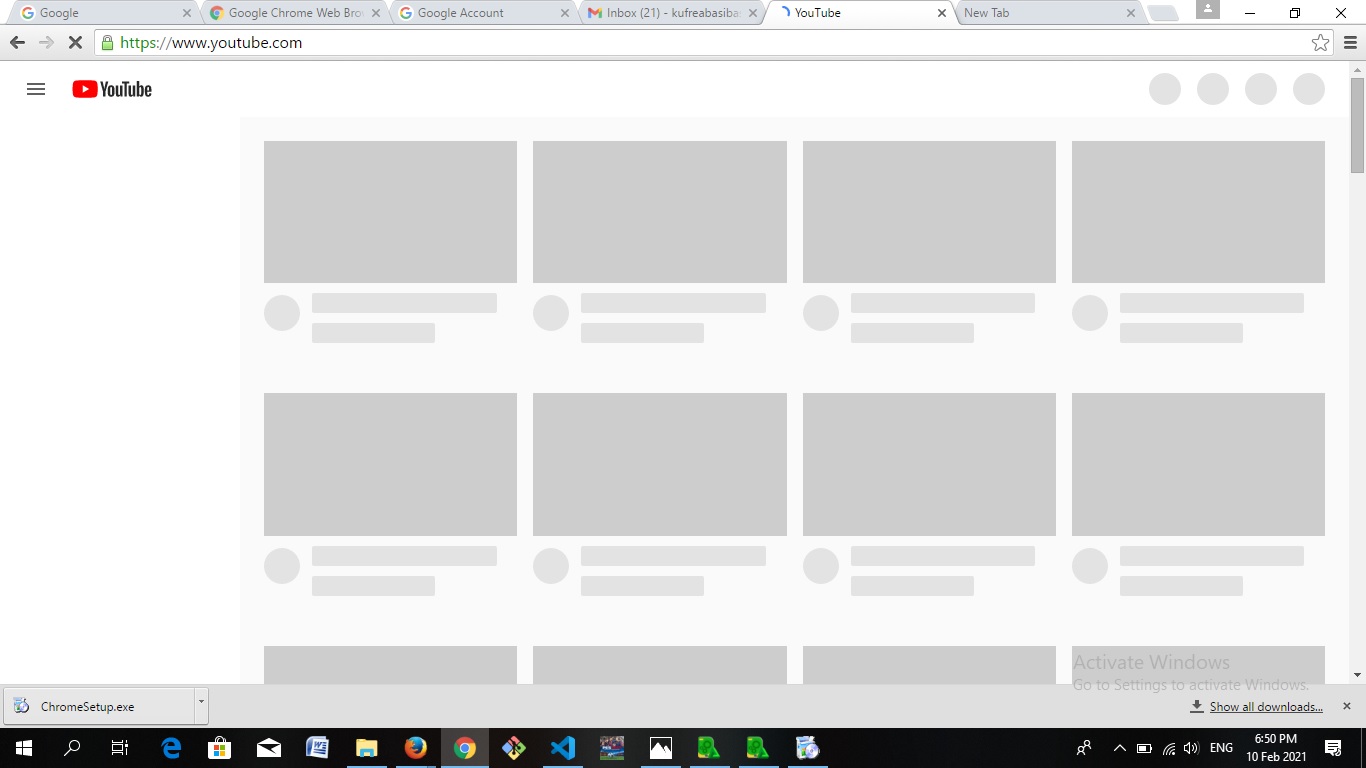 Google
Google Chrome Web Bro
Google Account
Inbox (21) - kufreabasiba
YouTube
New Tab
https://www.youtube.com
YouTube
Activate Windows
Go to Settings to activate Windows.
ChromeSetup.exe
Show all downloads...
ENG
6:50 PM
10 Feb 2021